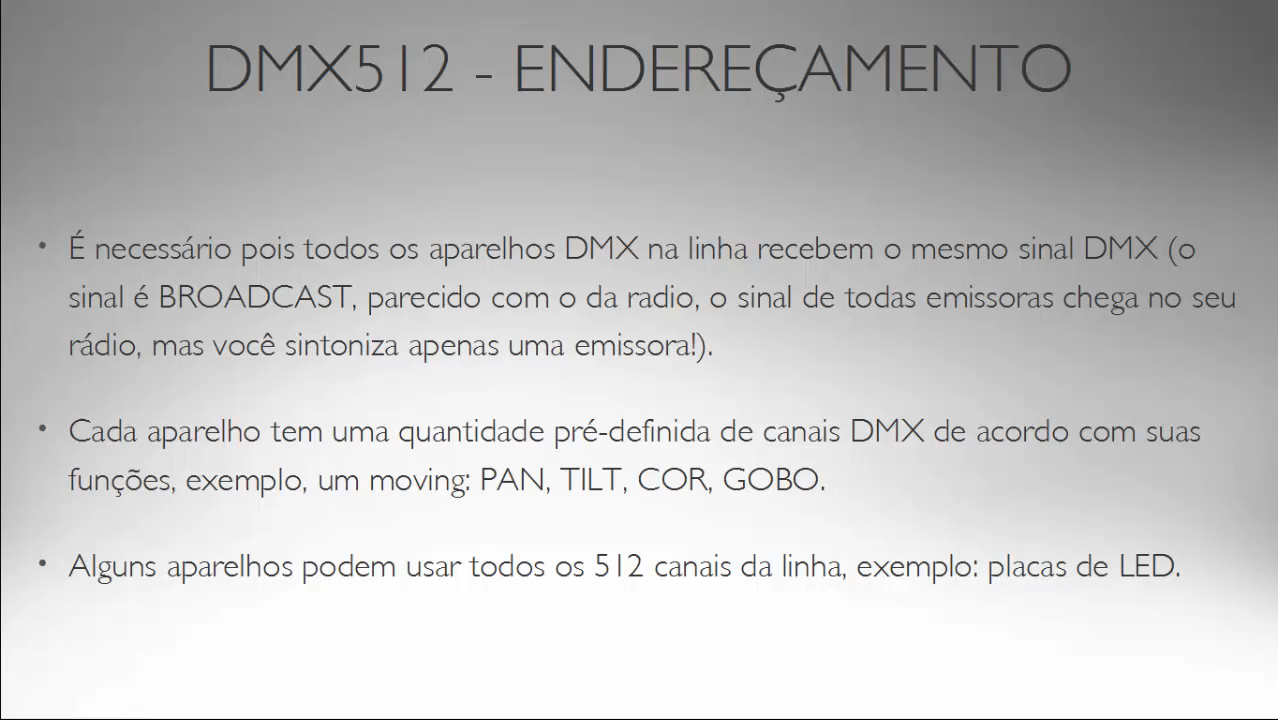 DMX512 - ENDEREÇAMENTO
• É necessário pois todos os aparelhos DMX na linha recebem o mesmo sinal DMX (o
sinal é BROADCAST, parecido com o da radio, o sinal de todas emissoras chega no seu
rádio, mas você sintoniza apenas uma emissora!).
• Cada aparelho tem uma quantidade pré-definida de canais DMX de acordo com suas
funções, exemplo, um moving: PAN, TILT, COR, GOBO.
• Alguns aparelhos podem usar todos os 512 canais da linha, exemplo: placas de LED.